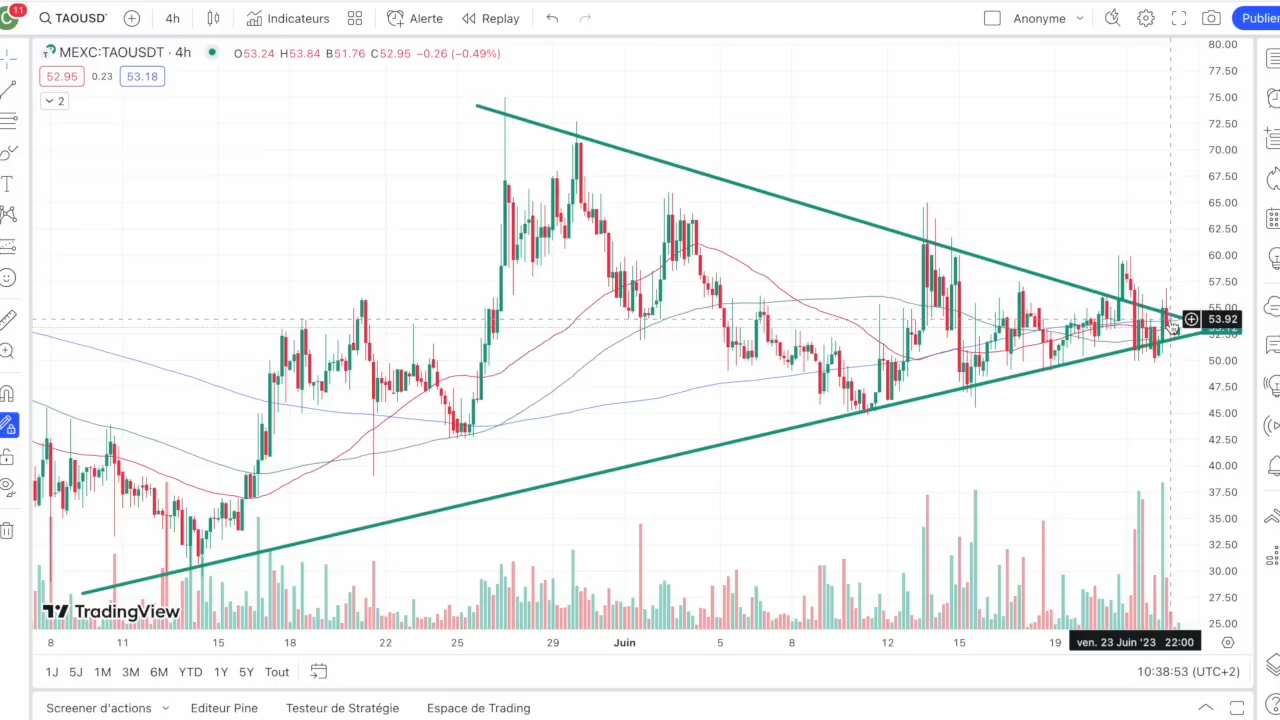 11
TAOUSDT
4h
Indicateurs
Alerte
Replay
Anonyme
Publier
MEXC:TAOUSDT · 4h
O53.24 H53.84 B51.76 C52.95 −0.26 (−0.49%)
52.95
0.23
53.18
2
80.00
77.50
75.00
72.50
70.00
67.50
65.00
62.50
60.00
57.50
55.00
53.92
52.50
50.00
47.50
45.00
42.50
40.00
37.50
35.00
32.50
30.00
27.50
25.00
TradingView
8
11
15
18
22
25
29
Juin
5
8
12
15
19
ven. 23 Juin '23 22:00
1J
5J
1M
3M
6M
YTD
1Y
5Y
Tout
10:38:53 (UTC+2)
Screener d'actions
Editeur Pine
Testeur de Stratégie
Espace de Trading